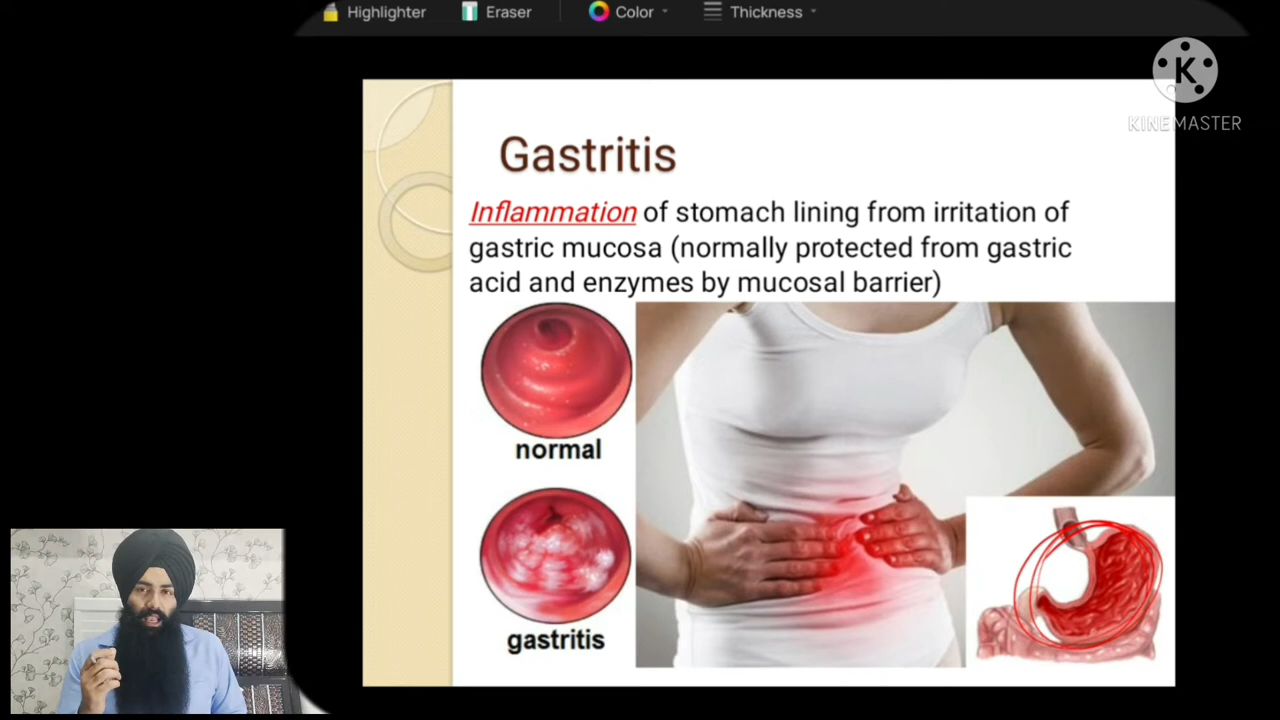 Highlighter Eraser Color Thickness
K
KINEMASTER
Gastritis
Inflammation of stomach lining from irritation of
gastric mucosa (normally protected from gastric
acid and enzymes by mucosal barrier)
normal
gastritis